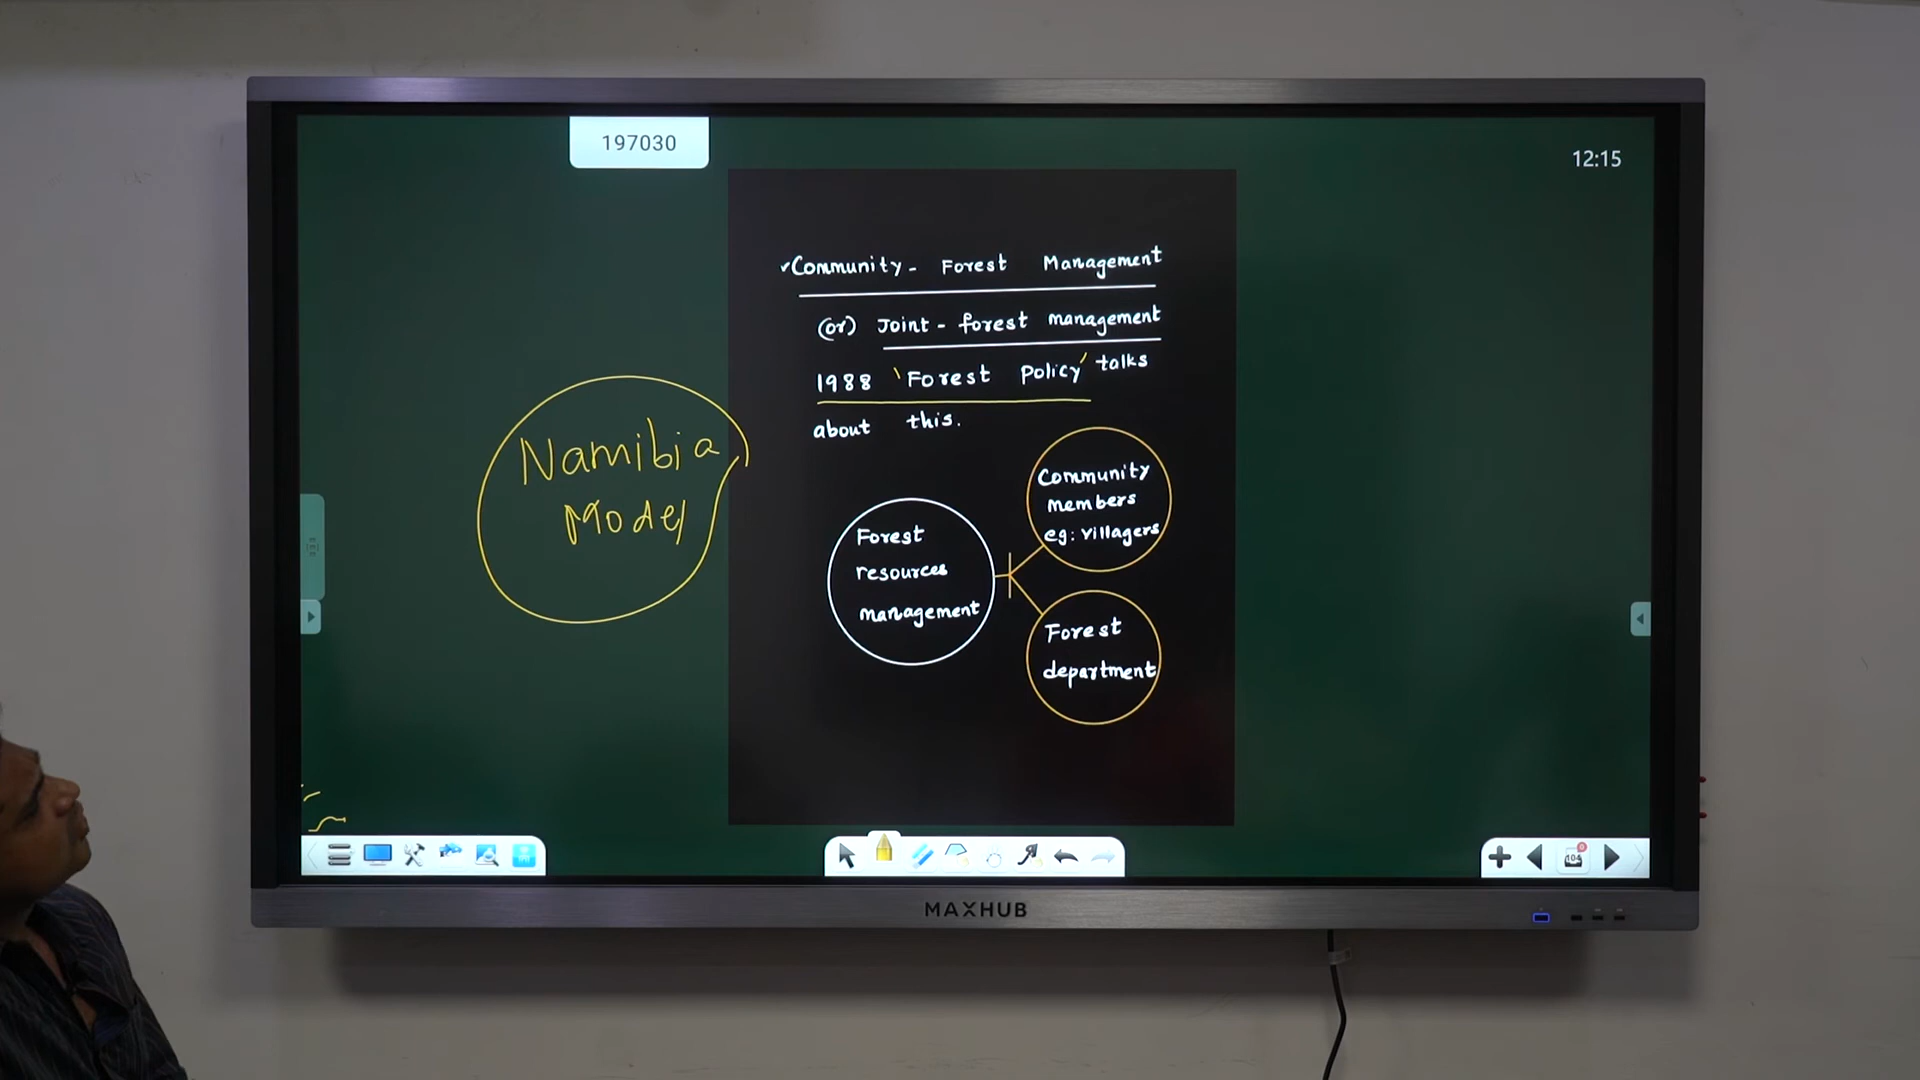 197030
12:15
Community - Forest Management
(or) Joint - forest management
1988 'Forest Policy' talks
about this.
Namibia
Model
Community
members
eg: villagers
Forest
resources
management
Forest
department
104
MAXHUB